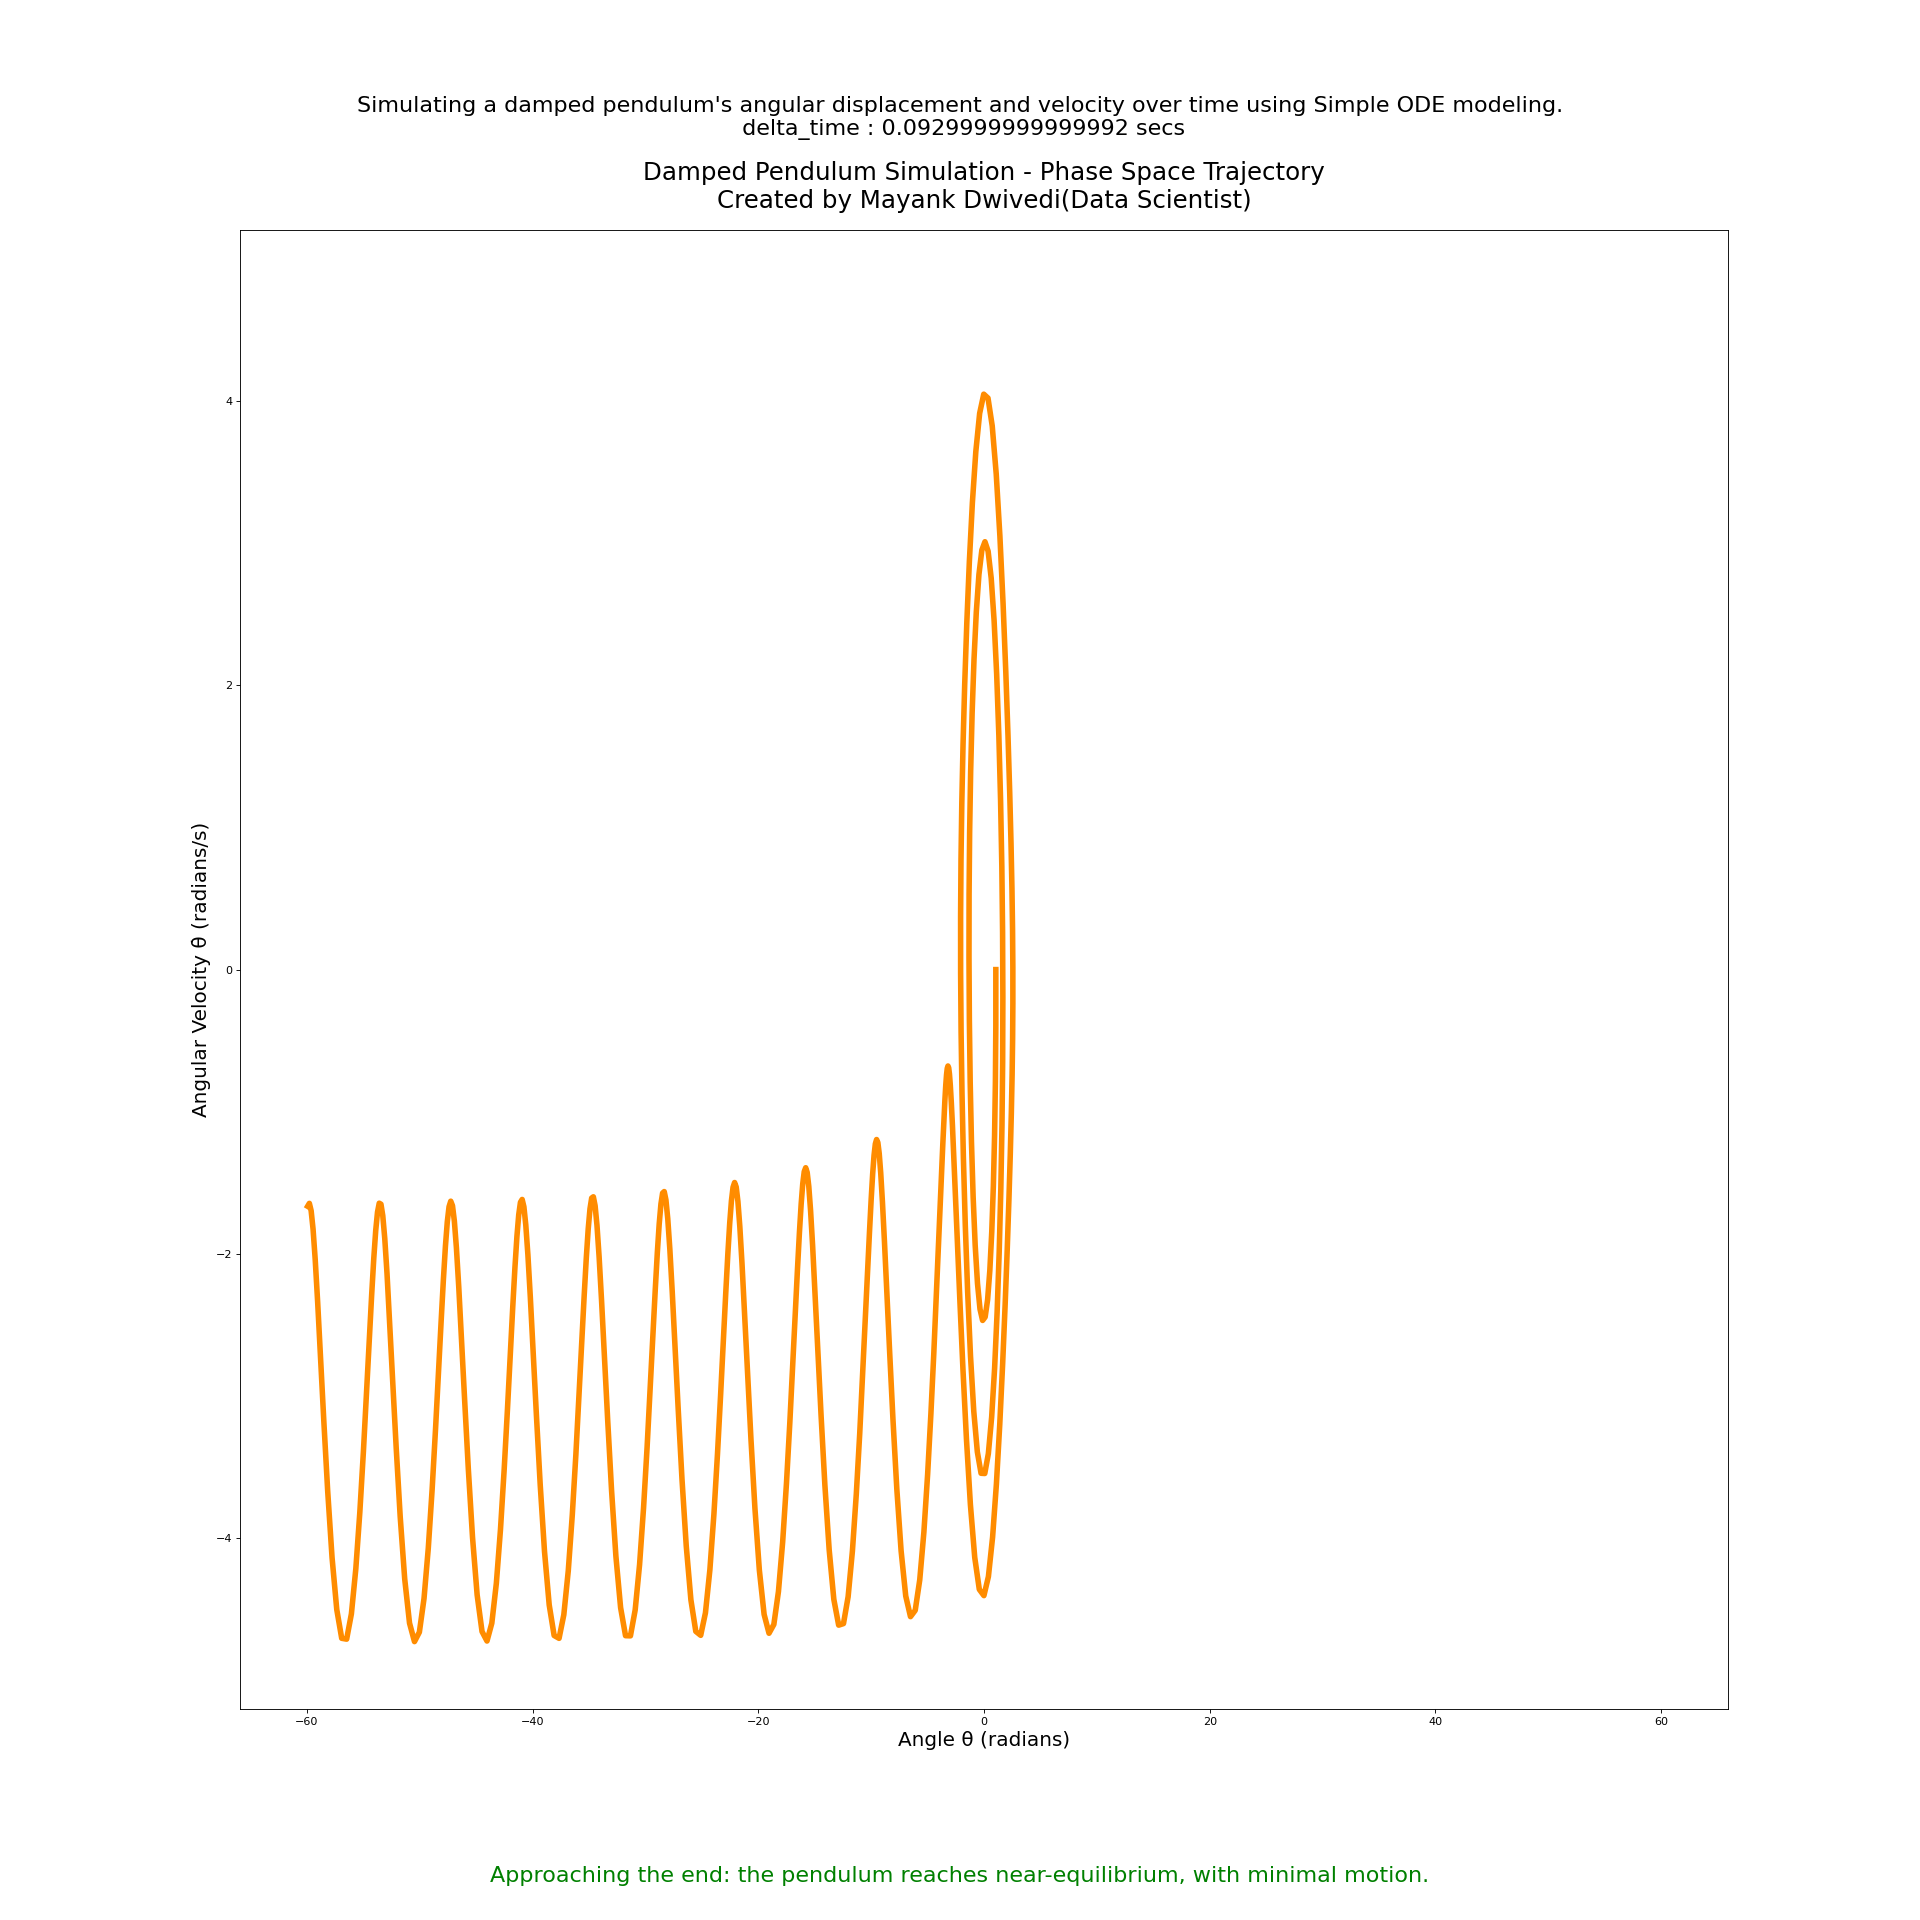 Simulating a damped pendulum's angular displacement and velocity over time using Simple ODE modeling.
delta_time : 0.0929999999999992 secs
Damped Pendulum Simulation - Phase Space Trajectory
Created by Mayank Dwivedi(Data Scientist)
4
2
0
−2
−4
Angular Velocity θ (radians/s)
−60
−40
−20
0
20
40
60
Angle θ (radians)
Approaching the end: the pendulum reaches near-equilibrium, with minimal motion.